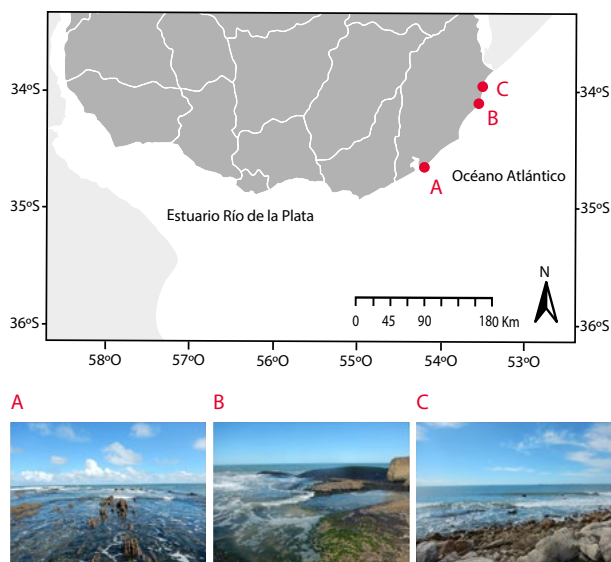 34ºS
35ºS
36ºS
34ºS
35ºS
36ºS
C
B
A
Océano Atlántico
Estuario Río de la Plata
N
0 45 90 180 Km
58ºO 57ºO 56ºO 55ºO 54ºO 53ºO
A B C